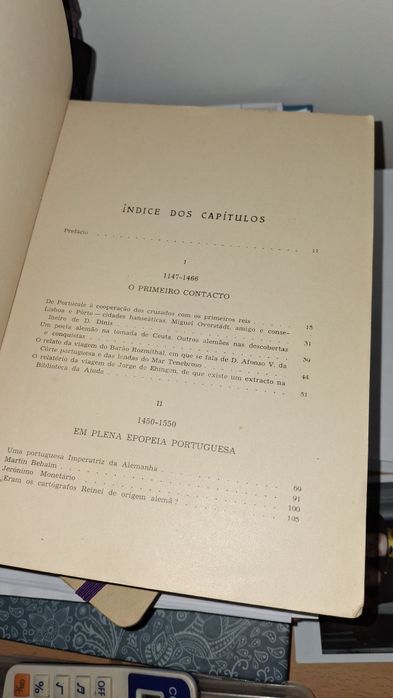 ÍNDICE DOS CAPÍTULOS
Prefácio . . . . . . . . . . . . . . . . . . 11
I
1147-1466
O PRIMEIRO CONTACTO
De Portucale à cooperação dos cruzados com os primeiros reis . . . . . 15
Lisboa e Pôrto — cidades hanseáticas. Miguel Overstädt, amigo e conse-
lheiro de D. Dinis . . . . . . . . . . . . . . 31
Um poeta alemão na tomada de Ceuta. Outros alemães nas descobertas
e conquistas . . . . . . . . . . . . . . . . 39
O relato da viagem do Barão Rozmithal, em que se fala de D. Afonso V, da
Côrte portuguesa e das lendas do Mar Tenebroso . . . . . . 44
O relatório da viagem de Jorge de Ehingen, de que existe um extracto na
Biblioteca da Ajuda . . . . . . . . . . . . . 51
II
1450-1550
EM PLENA EPOPEIA PORTUGUESA
Uma portuguesa Imperatriz da Alemanha . . . . . . . . . . 69
Martin Behaim . . . . . . . . . . . . . . . . 91
Jerónimo Monetário . . . . . . . . . . . . . . 100
¿Eram os cartógrafos Reinel de origem alemã? . . . . . . . . 105
OFF
%
√